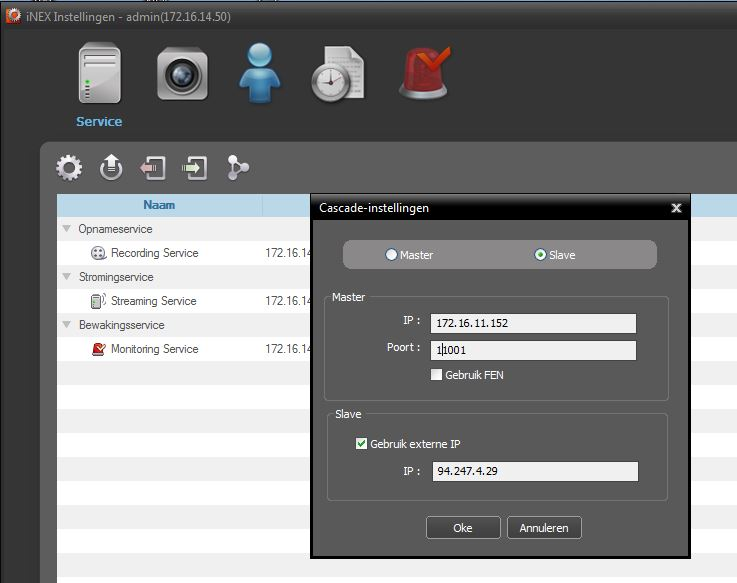 iNEX Instellingen - admin(172.16.14.50)
Service
Naam
Opnameservice
Recording Service 172.16.14
Stromingservice
Streaming Service 172.16.14
Bewakingsservice
Monitoring Service 172.16.14
Cascade-instellingen
Master Slave
Master
IP : 172.16.11.152
Poort : 11001
Gebruik FEN
Slave
Gebruik externe IP
IP : 94.247.4.29
Oke Annuleren